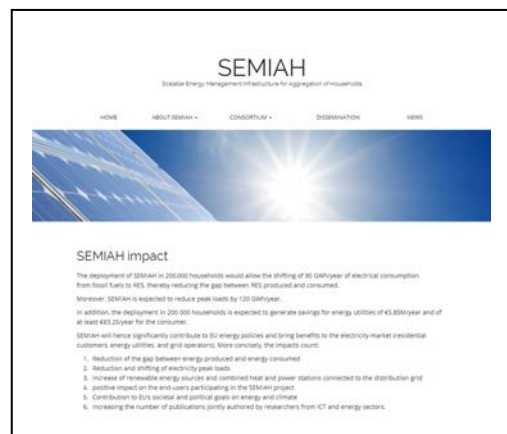 SEMIAH
Scalable Energy Management Infrastructure for Aggregation of Households
HOME ABOUT SEMIAH CONSORTIUM DISSEMINATION NEWS
SEMIAH impact
The deployment of SEMIAH in 200,000 households would allow the shifting of 90 GWh/year of electrical consumption
from fossil fuels to RES, thereby reducing the gap between RES produced and consumed.
Moreover, SEMIAH is expected to reduce peak loads by 120 GWh/year.
In addition, the deployment in 200 000 households is expected to generate savings for energy utilities of €5.89M/year and of
at least €83.25/year for the consumer.
SEMIAH will hence significantly contribute to EU energy policies and bring benefits to the electricity market (residential
customers, energy utilities, and grid operators). More concisely, the impacts count:
1. Reduction of the gap between energy produced and energy consumed
2. Reduction and shifting of electricity peak loads
3. Increase of renewable energy sources and combined heat and power stations connected to the distribution grid
4. positive impact on the end-users participating in the SEMIAH project
5. Contribution to EU's societal and political goals on energy and climate
6. Increasing the number of publications jointly authored by researchers from ICT and energy sectors.